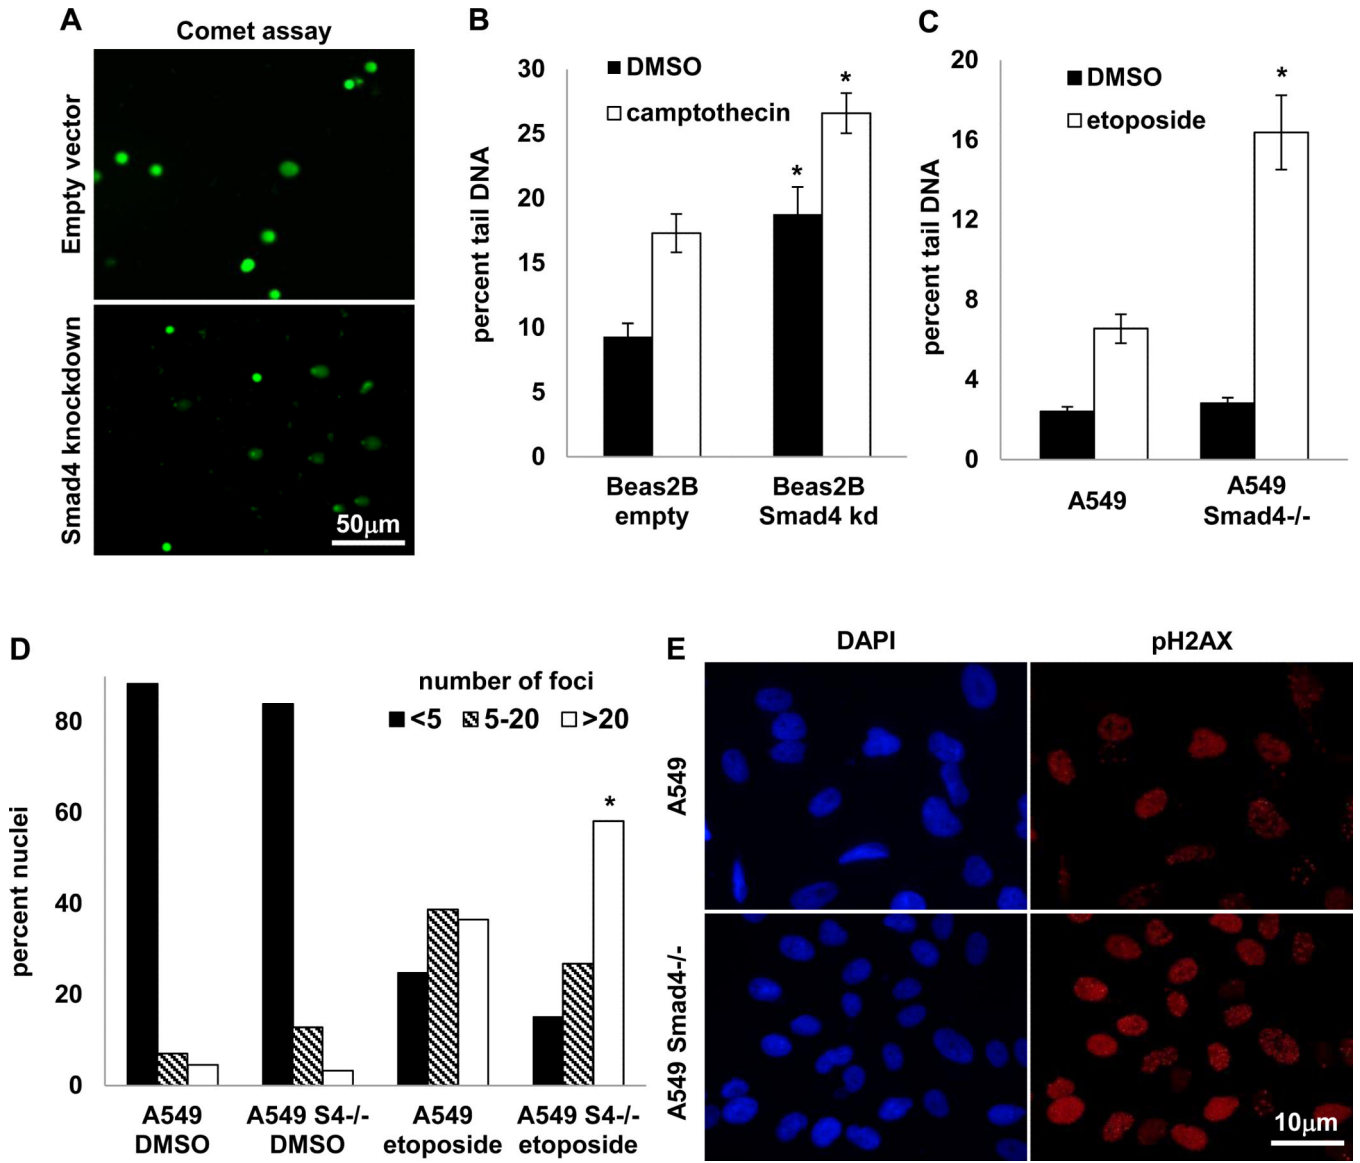 A
Comet assay
Empty vector
Smad4 knockdown
50μm
B
percent tail DNA
30
25
20
15
10
5
0
DMSO
camptothecin
*
*
Beas2B
empty
Beas2B
Smad4 kd
C
percent tail DNA
20
16
12
8
4
0
DMSO
etoposide
*
A549
A549
Smad4-/-
D
percent nuclei
80
60
40
20
0
number of foci
<5 5-20 >20
*
A549
DMSO
A549 S4-/-
DMSO
A549
etoposide
A549 S4-/-
etoposide
E
DAPI
pH2AX
A549
A549 Smad4-/-
10μm